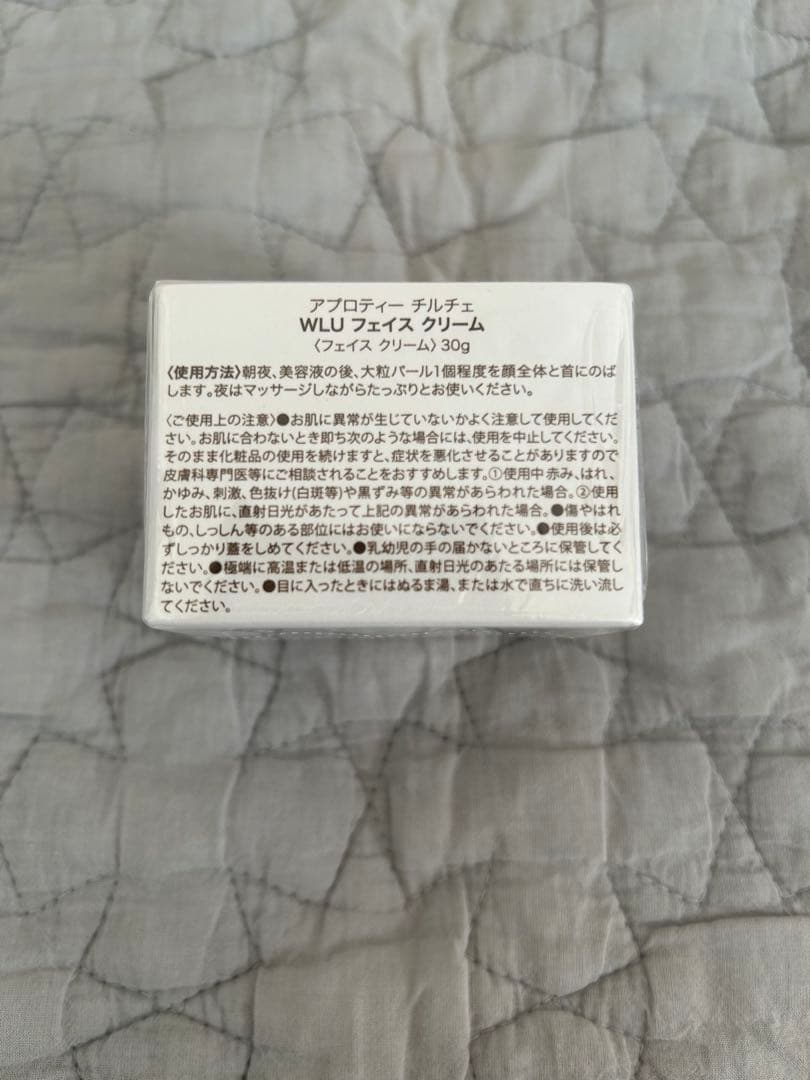 アプロティー チルチェ
WLU フェイス クリーム
〈フェイス クリーム〉30g
〈使用方法〉朝夜、美容液の後、大粒パール1個程度を顔全体と首にのば
します。夜はマッサージしながらたっぷりとお使いください。
〈ご使用上の注意〉●お肌に異常が生じていないかよく注意して使用してくだ
さい。お肌に合わないとき即ち次のような場合には、使用を中止してください。
そのまま化粧品の使用を続けますと、症状を悪化させることがありますので
皮膚科専門医等にご相談されることをおすすめします。①使用中 赤み、はれ、
かゆみ、刺激、色抜け(白斑等)や黒ずみ等の異常があらわれた場合。②使用
したお肌に、直射日光があたって上記の異常があらわれた場合。●傷やはれ
もの、しっしん等のある部位にはお使いにならないでください。●使用後は必
ずしっかり蓋をしめてください。●乳幼児の手の届かないところに保管してく
ださい。●極端に高温または低温の場所、直射日光のあたる場所には保管し
ないでください。●目に入ったときにはぬるま湯、または水で直ちに洗い流し
てください。